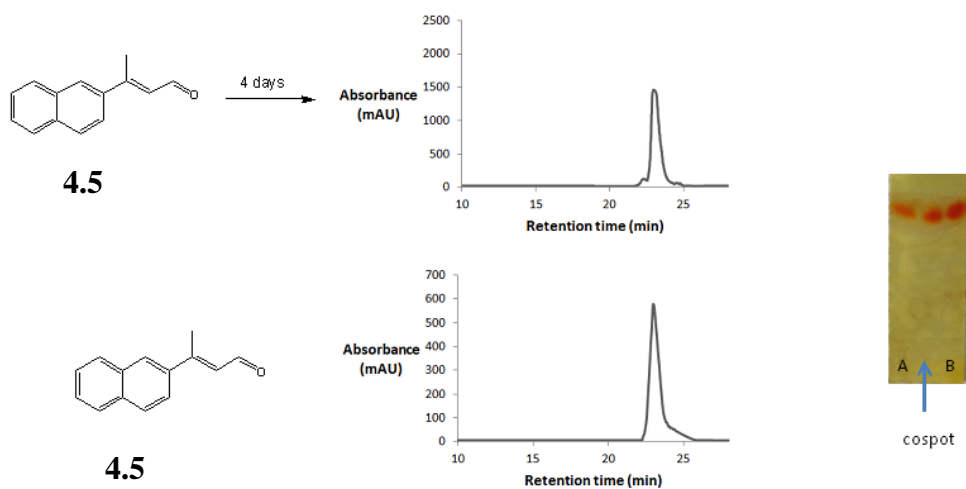 O
4 days
4.5
Absorbance
(mAU)
2500
2000
1500
1000
500
0
10 15 20 25
Retention time (min)
O
4.5
Absorbance
(mAU)
700
600
500
400
300
200
100
0
10 15 20 25
Retention time (min)
A B
cospot